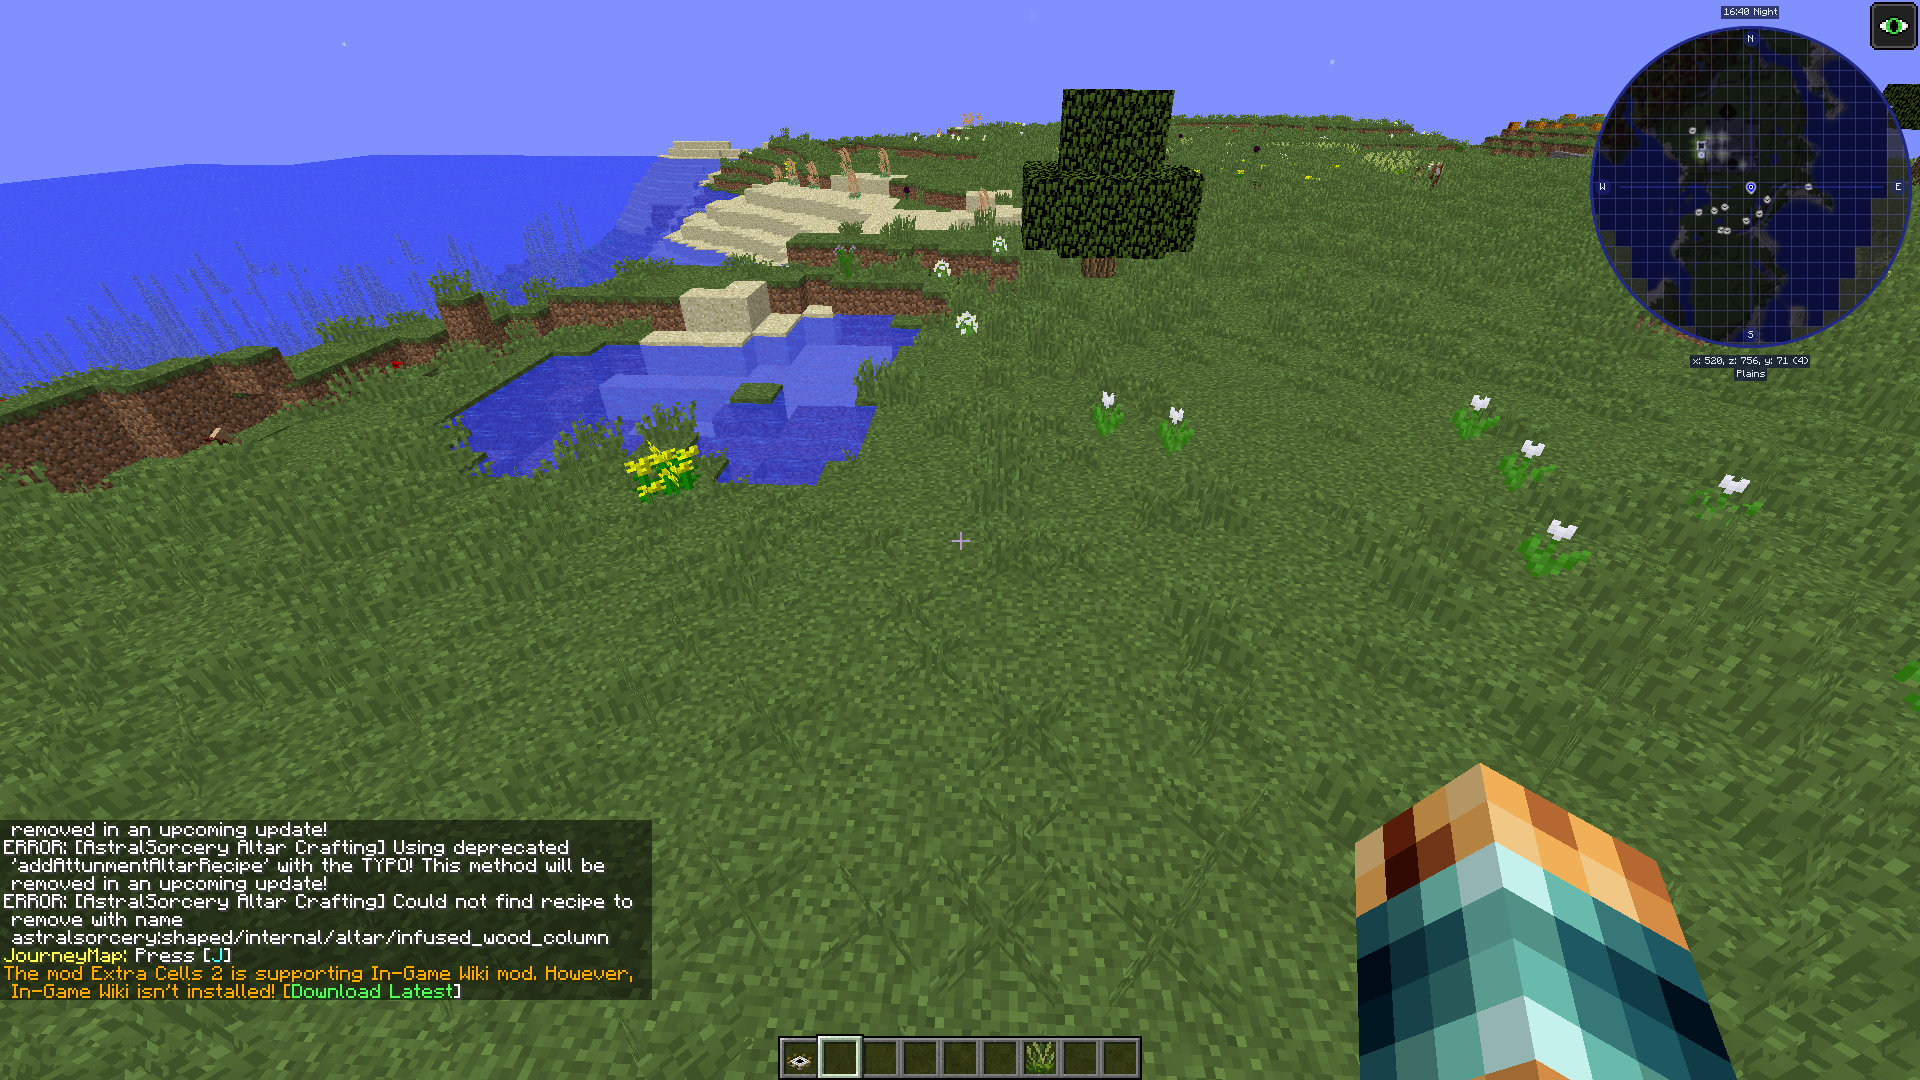 16:40 Night
N
W
E
S
x: 520, z: 756, y: 71 (4)
Plains
removed in an upcoming update!
ERROR: [AstralSorcery Altar Crafting] Using deprecated
'addAttunmentAltarRecipe' with the TYPO! This method will be
removed in an upcoming update!
ERROR: [AstralSorcery Altar Crafting] Could not find recipe to
remove with name
astralsorcery:shaped/internal/altar/infused_wood_column
JourneyMap: Press [J]
The mod Extra Cells 2 is supporting In-Game Wiki mod. However,
In-Game Wiki isn't installed! [Download Latest]